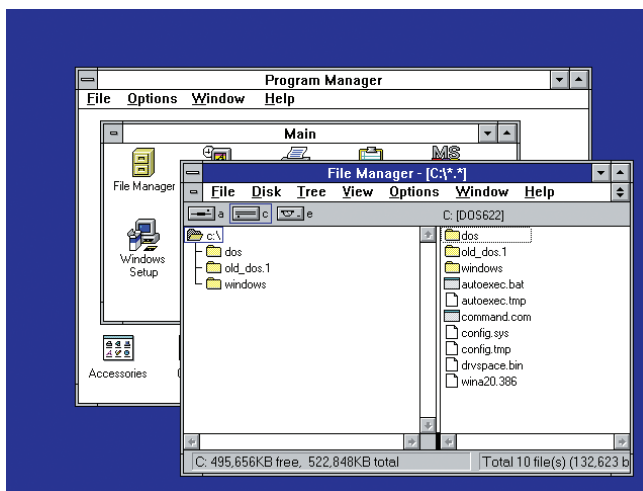 Program Manager
File Options Window Help
Main
MS
File Manager
Windows
Setup
Accessories
File Manager - [C:\*.*]
File Disk Tree View Options Window Help
a c e C: [DOS622]
c:\
dos
old_dos.1
windows
dos
old_dos.1
windows
autoexec.bat
autoexec.tmp
command.com
config.sys
config.tmp
drvspace.bin
wina20.386
C: 495,656KB free, 522,848KB total Total 10 file(s) (132,623 b